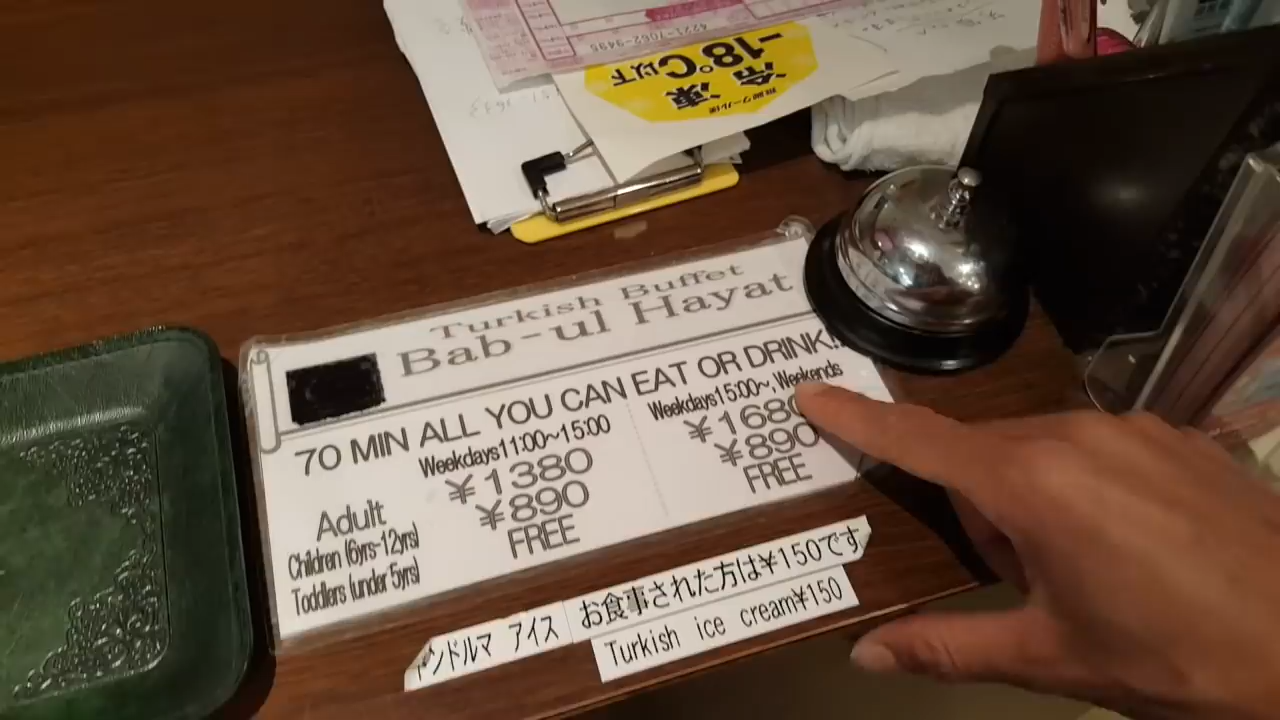 4221-7062-9495
冷凍
-18°C以下
Turkish Buffet
Bab-ul Hayat
70 MIN ALL YOU CAN EAT OR DRINK!!
Weekdays11:00~15:00
Weekdays15:00~, Weekends
Adult ¥1380 ¥1680
Children (6yrs-12yrs) ¥890 ¥890
Toddlers (under 5yrs) FREE FREE
ドンドルマ アイス お食事された方は¥150です
Turkish ice cream¥150